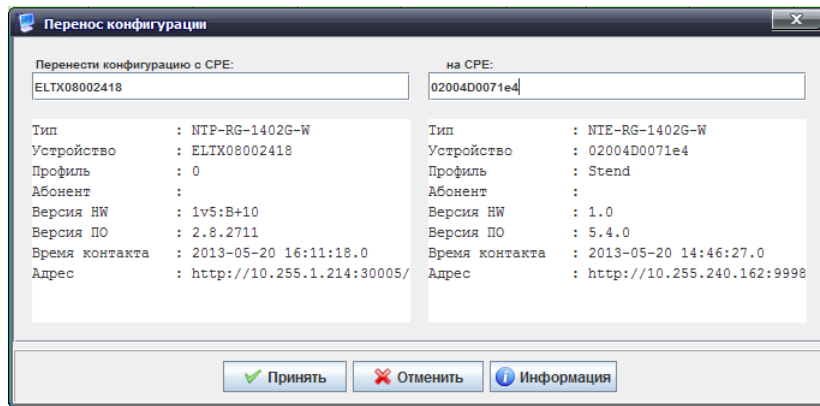 Перенос конфигурации
X
Перенести конфигурацию с CPE:
ELTX08002418
Тип : NTP-RG-1402G-W
Устройство : ELTX08002418
Профиль : 0
Абонент :
Версия HW : 1v5:B+10
Версия ПО : 2.8.2711
Время контакта : 2013-05-20 16:11:18.0
Адрес : http://10.255.1.214:30005/
на CPE:
02004D0071e4
Тип : NTE-RG-1402G-W
Устройство : 02004D0071e4
Профиль : Stend
Абонент :
Версия HW : 1.0
Версия ПО : 5.4.0
Время контакта : 2013-05-20 14:46:27.0
Адрес : http://10.255.240.162:9998
Принять
Отменить
Информация